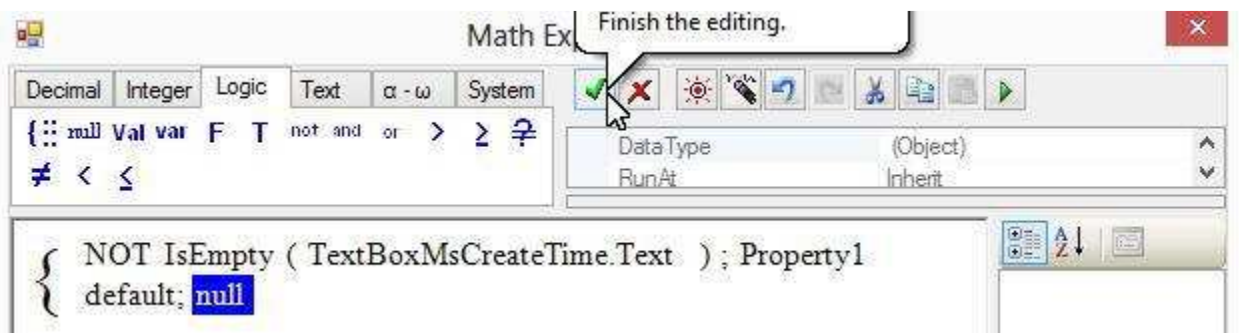 Finish the editing.
Math Ex
Decimal Integer Logic Text α - ω System
{:: null Val var F T not and or > ≥ =?
≠ < ≤
DataType (Object)
RunAt Inherit
NOT IsEmpty ( TextBoxMsCreateTime.Text ) ; Property1
default; null